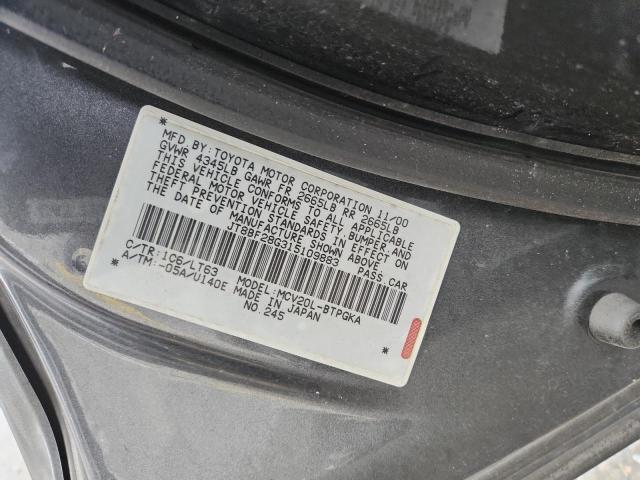 MFD BY: TOYOTA MOTOR CORPORATION 11/00
GVWR 4345LB GAWR FR 2665LB RR 2665LB
THIS VEHICLE CONFORMS TO ALL APPLICABLE
FEDERAL MOTOR VEHICLE SAFETY BUMPER, AND
THEFT PREVENTION STANDARDS IN EFFECT ON
THE DATE OF MANUFACTURE SHOWN ABOVE.
JT8BF28G315109883 PASS.CAR
C/TR:1C6/LT63 MODEL:MCV20L-BTPGKA
A/TM:-05A/U140E MADE IN JAPAN
NO.245